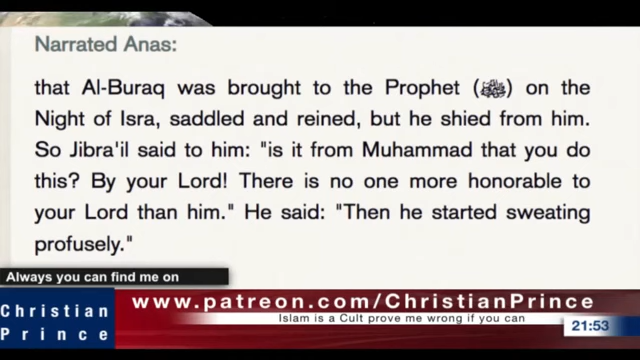 Narrated Anas:
that Al-Buraq was brought to the Prophet (ﷺ) on the
Night of Isra, saddled and reined, but he shied from him.
So Jibra'il said to him: "is it from Muhammad that you do
this? By your Lord! There is no one more honorable to
your Lord than him." He said: "Then he started sweating
profusely."
Always you can find me on
Christian
Prince
www.patreon.com/ChristianPrince
Islam is a Cult prove me wrong if you can
21:53